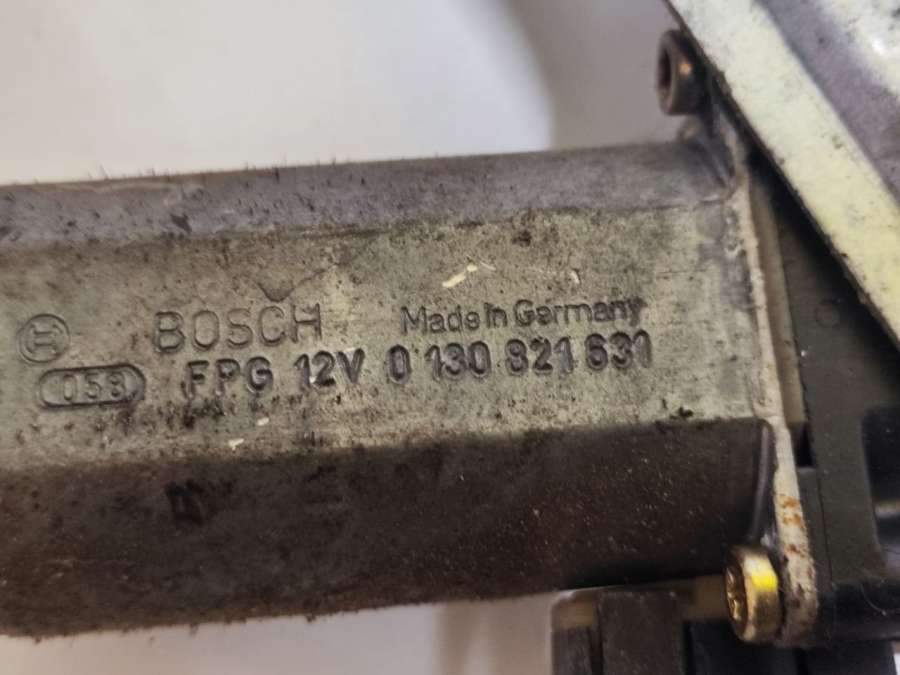 BOSCH Made in Germany
058 FPG 12V 0 130 821 631